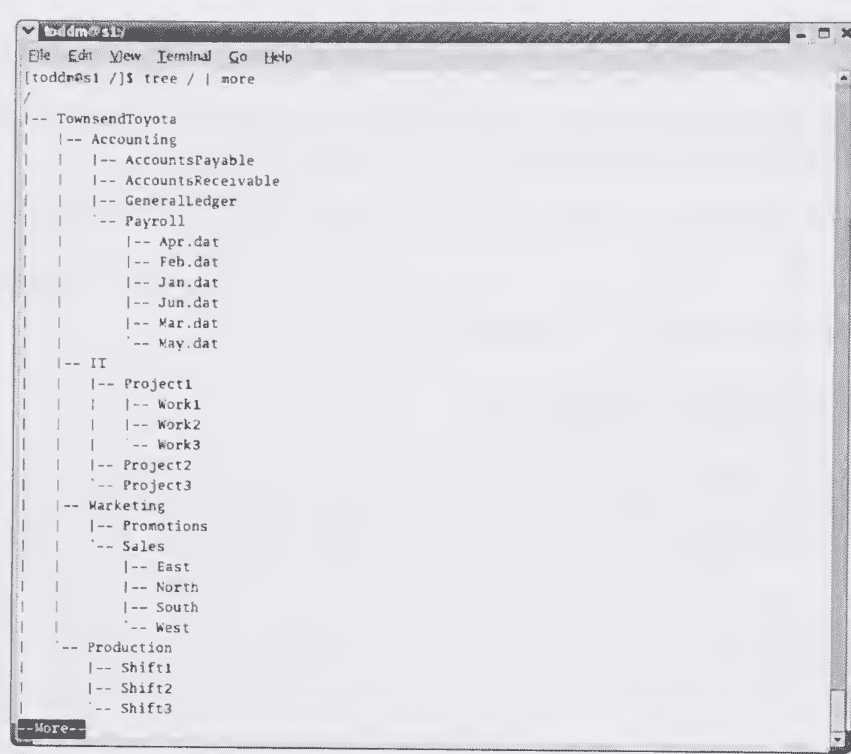 toddm@s1:/
File Edit View Terminal Go Help
[toddm@s1 /]$ tree / | more
/
|-- TownsendToyota
|   |-- Accounting
|   |   |-- AccountsPayable
|   |   |-- AccountsReceivable
|   |   |-- GeneralLedger
|   |   `-- Payroll
|   |       |-- Apr.dat
|   |       |-- Feb.dat
|   |       |-- Jan.dat
|   |       |-- Jun.dat
|   |       |-- Mar.dat
|   |       `-- May.dat
|   |-- IT
|   |   |-- Project1
|   |   |   |-- Work1
|   |   |   |-- Work2
|   |   |   `-- Work3
|   |   |-- Project2
|   |   `-- Project3
|   |-- Marketing
|   |   |-- Promotions
|   |   `-- Sales
|   |       |-- East
|   |       |-- North
|   |       |-- South
|   |       `-- West
|   `-- Production
|       |-- Shift1
|       |-- Shift2
|       `-- Shift3
--More--